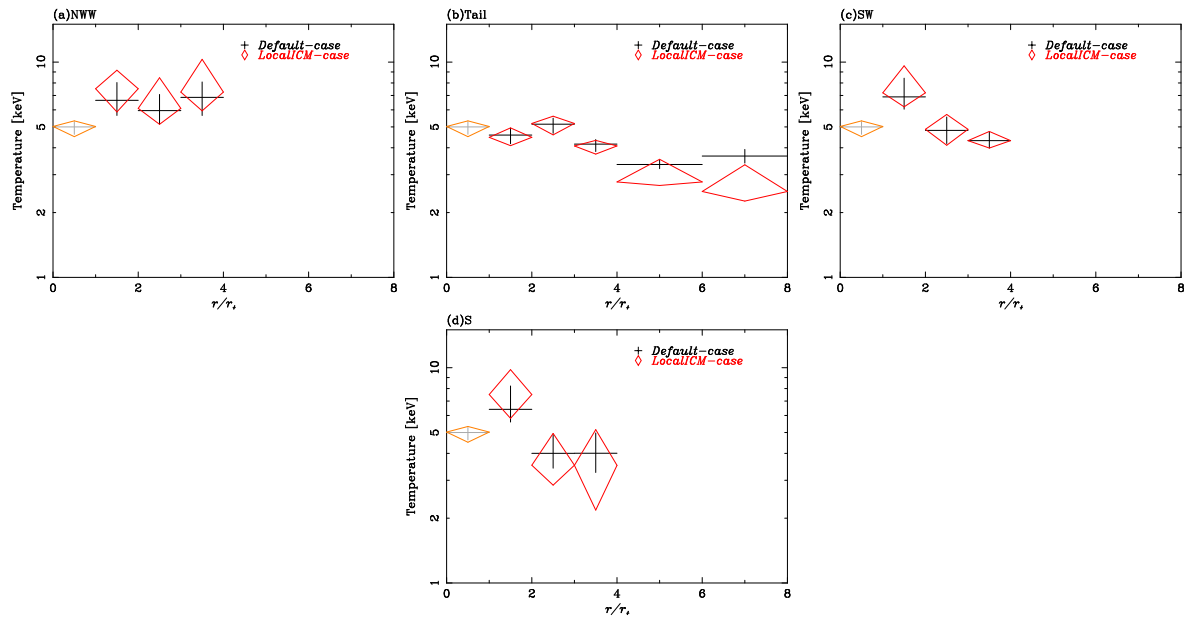 (a)NWW
Default-case
LocalICM-case
Temperature [keV]
10
5
2
1
0 2 4 6 8
(b)Tail
Default-case
LocalICM-case
Temperature [keV]
10
5
2
1
0 2 4 6 8
(c)SW
Default-case
LocalICM-case
Temperature [keV]
10
5
2
1
0 2 4 6 8
(d)S
Default-case
LocalICM-case
Temperature [keV]
10
5
2
1
0 2 4 6 8